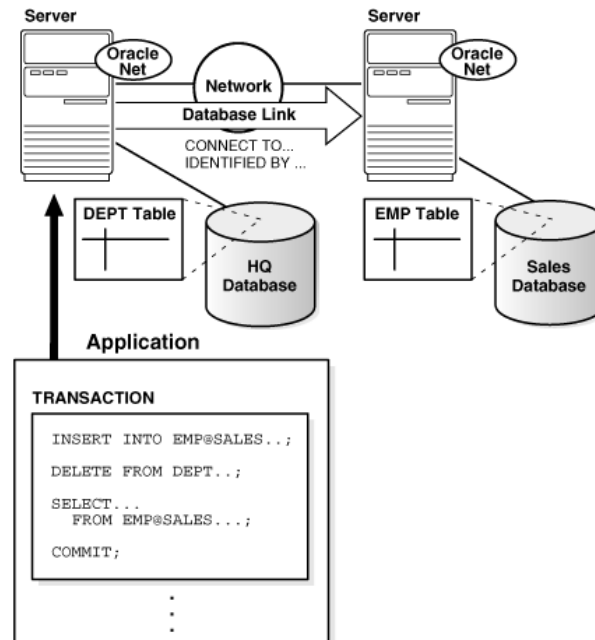 Server
Server
Oracle
Net
Oracle
Net
Network
Database Link
CONNECT TO...
IDENTIFIED BY ...
DEPT Table
EMP Table
HQ
Database
Sales
Database
Application
TRANSACTION
INSERT INTO EMP@SALES..;
DELETE FROM DEPT..;
SELECT...
FROM EMP@SALES...;
COMMIT;
.
.
.